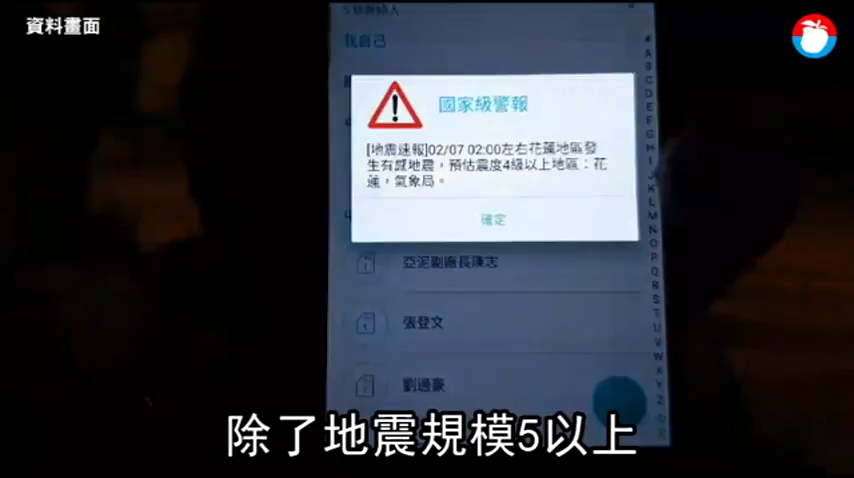 資料畫面
我自己
國家級警報
[地震速報]02/07 02:00左右花蓮地區發
生有感地震，預估震度4級以上地區：花
蓮，氣象局。
確定
亞泥副廠長陳志
張登文
劉過豪
#
A
B
C
D
E
F
G
H
I
J
K
L
M
N
O
P
Q
R
S
T
U
V
W
X
Y
Z
除了地震規模5以上